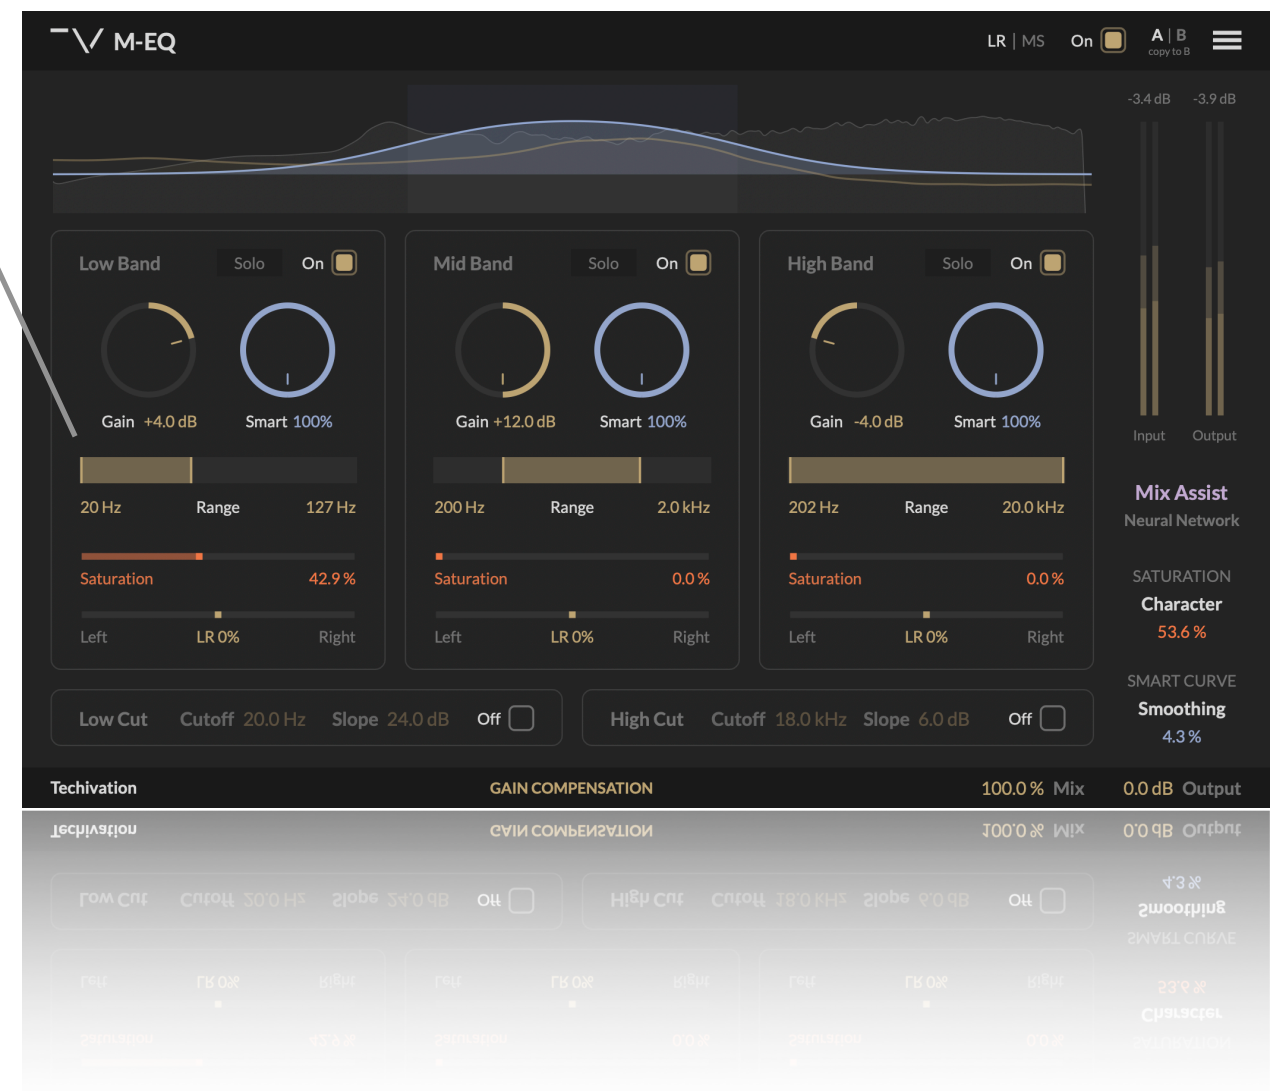 M-EQ
LR | MS On A | B
copy to B
-3.4 dB -3.9 dB
Low Band Solo On
Mid Band Solo On
High Band Solo On
Gain +4.0 dB Smart 100%
Gain +12.0 dB Smart 100%
Gain -4.0 dB Smart 100%
Input Output
20 Hz Range 127 Hz
200 Hz Range 2.0 kHz
202 Hz Range 20.0 kHz
Mix Assist
Neural Network
Saturation 42.9 %
Saturation 0.0 %
Saturation 0.0 %
SATURATION
Character
53.6 %
Left LR 0% Right
Left LR 0% Right
Left LR 0% Right
SMART CURVE
Smoothing
4.3 %
Low Cut Cutoff 20.0 Hz Slope 24.0 dB Off
High Cut Cutoff 18.0 kHz Slope 6.0 dB Off
Techivation GAIN COMPENSATION 100.0 % Mix 0.0 dB Output